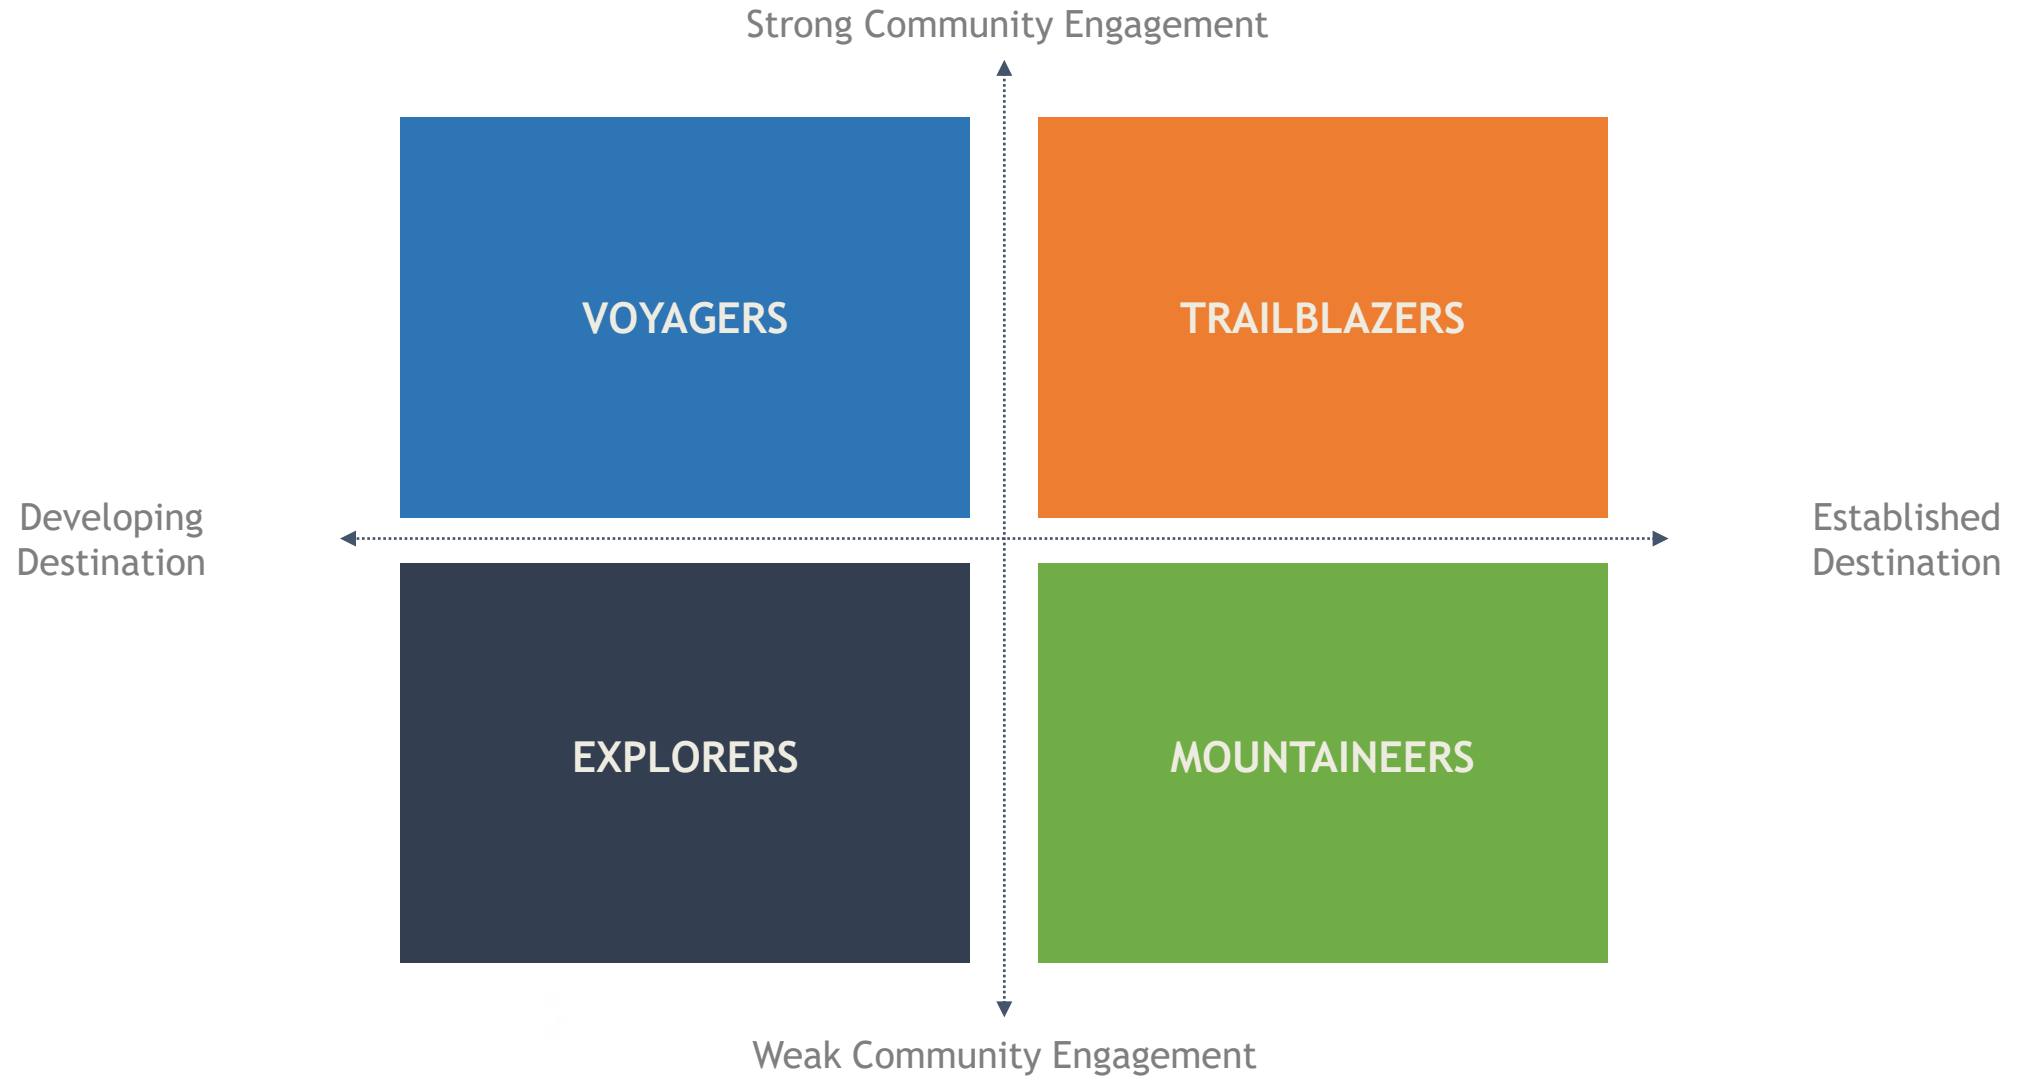 Strong Community Engagement
VOYAGERS
TRAILBLAZERS
Developing
Destination
Established
Destination
EXPLORERS
MOUNTAINEERS
Weak Community Engagement